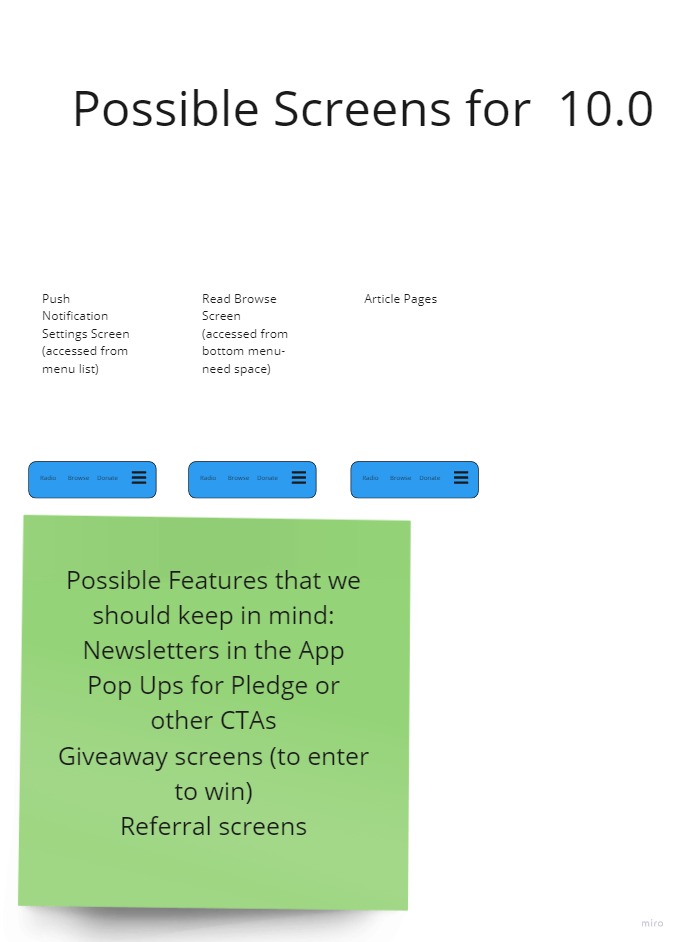 Possible Screens for 10.0
Push
Notification
Settings Screen
(accessed from
menu list)
Read Browse
Screen
(accessed from
bottom menu-
need space)
Article Pages
Radio Browse Donate
Radio Browse Donate
Radio Browse Donate
Possible Features that we
should keep in mind:
Newsletters in the App
Pop Ups for Pledge or
other CTAs
Giveaway screens (to enter
to win)
Referral screens
miro